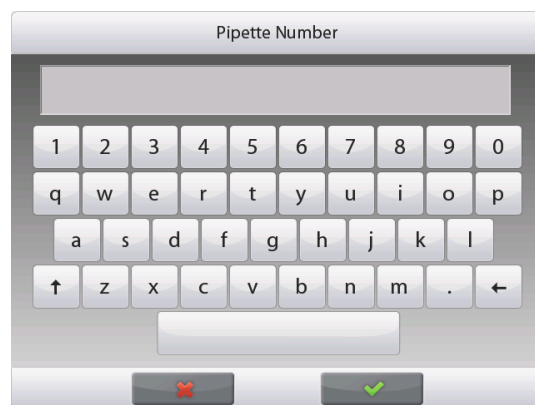 Pipette Number
1 2 3 4 5 6 7 8 9 0
q w e r t y u i o p
a s d f g h j k l
↑ z x c v b n m . ←